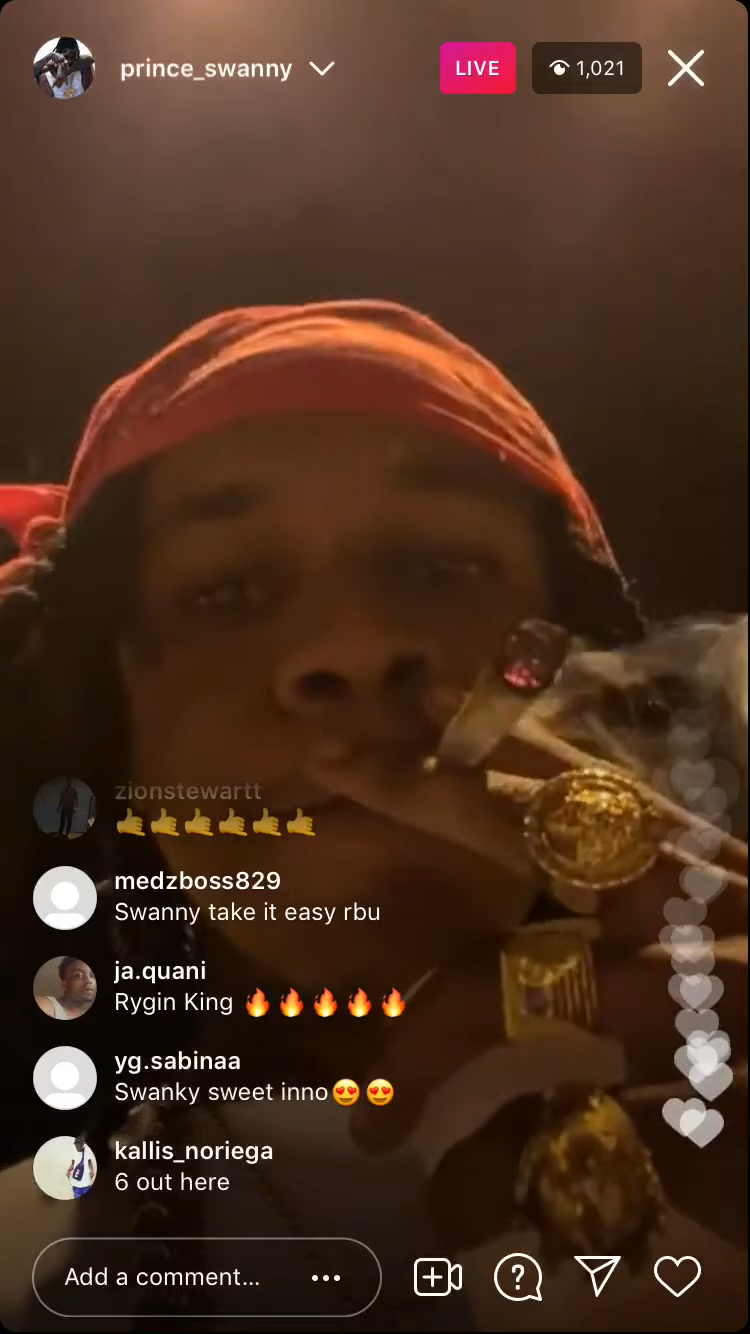 prince_swanny
LIVE
1,021
zionstewartt
🤙🤙🤙🤙🤙🤙
medzboss829
Swanny take it easy rbu
ja.quani
Rygin King 🔥🔥🔥🔥🔥
yg.sabinaa
Swanky sweet inno😍😍
kallis_noriega
6 out here
Add a comment...